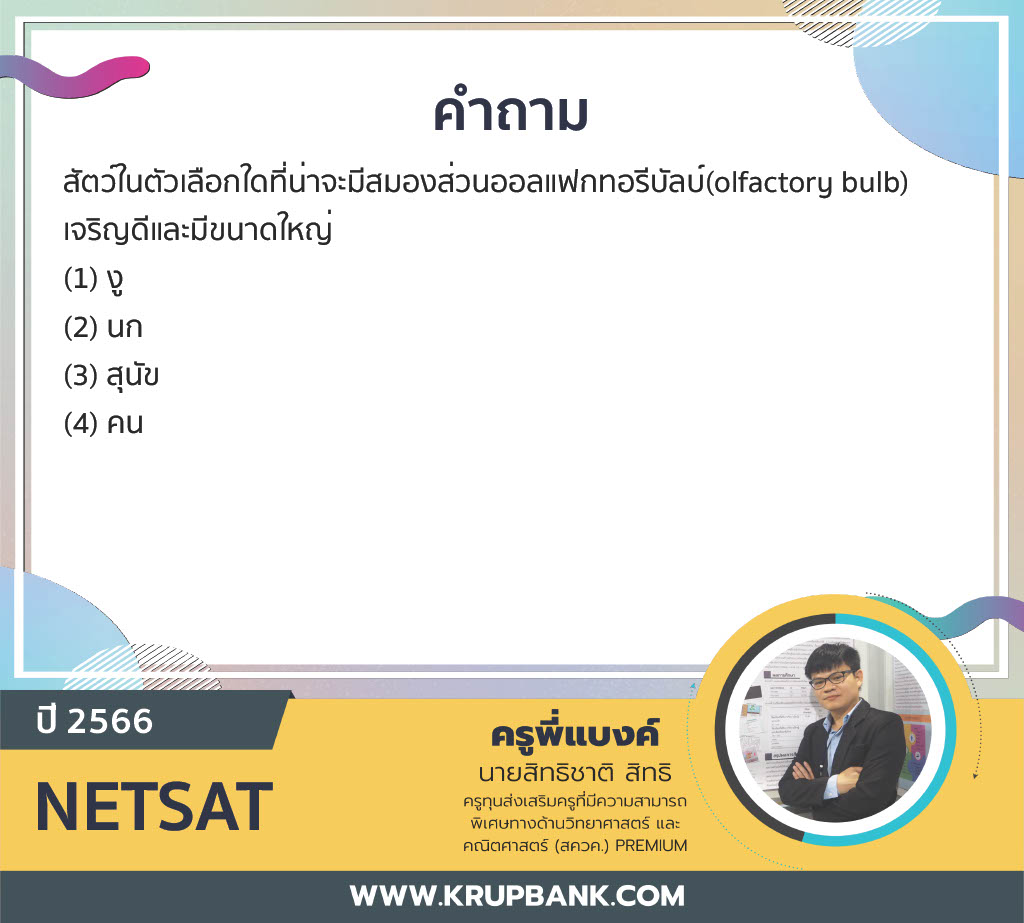 คำถาม
สัตว์ในตัวเลือกใดที่น่าจะมีสมองส่วนออลแฟกทอรีบัลบ์(olfactory bulb)
เจริญดีและมีขนาดใหญ่
(1) งู
(2) นก
(3) สุนัข
(4) คน
ปี 2566
NETSAT
ครูพี่แบงค์
นายสิทธิชาติ สิทธิ
ครูทุนส่งเสริมครูที่มีความสามารถ
พิเศษทางด้านวิทยาศาสตร์ และ
คณิตศาสตร์ (สควค.) PREMIUM
WWW.KRUPBANK.COM